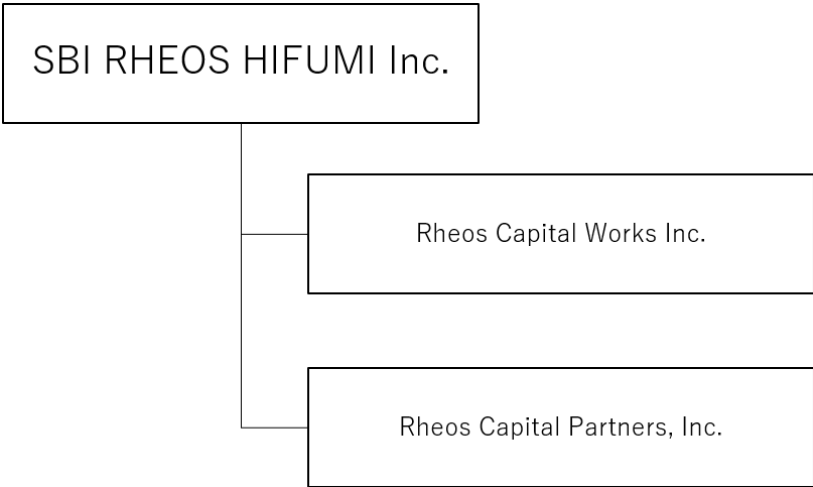 SBI RHEOS HIFUMI Inc.
Rheos Capital Works Inc.
Rheos Capital Partners, Inc.